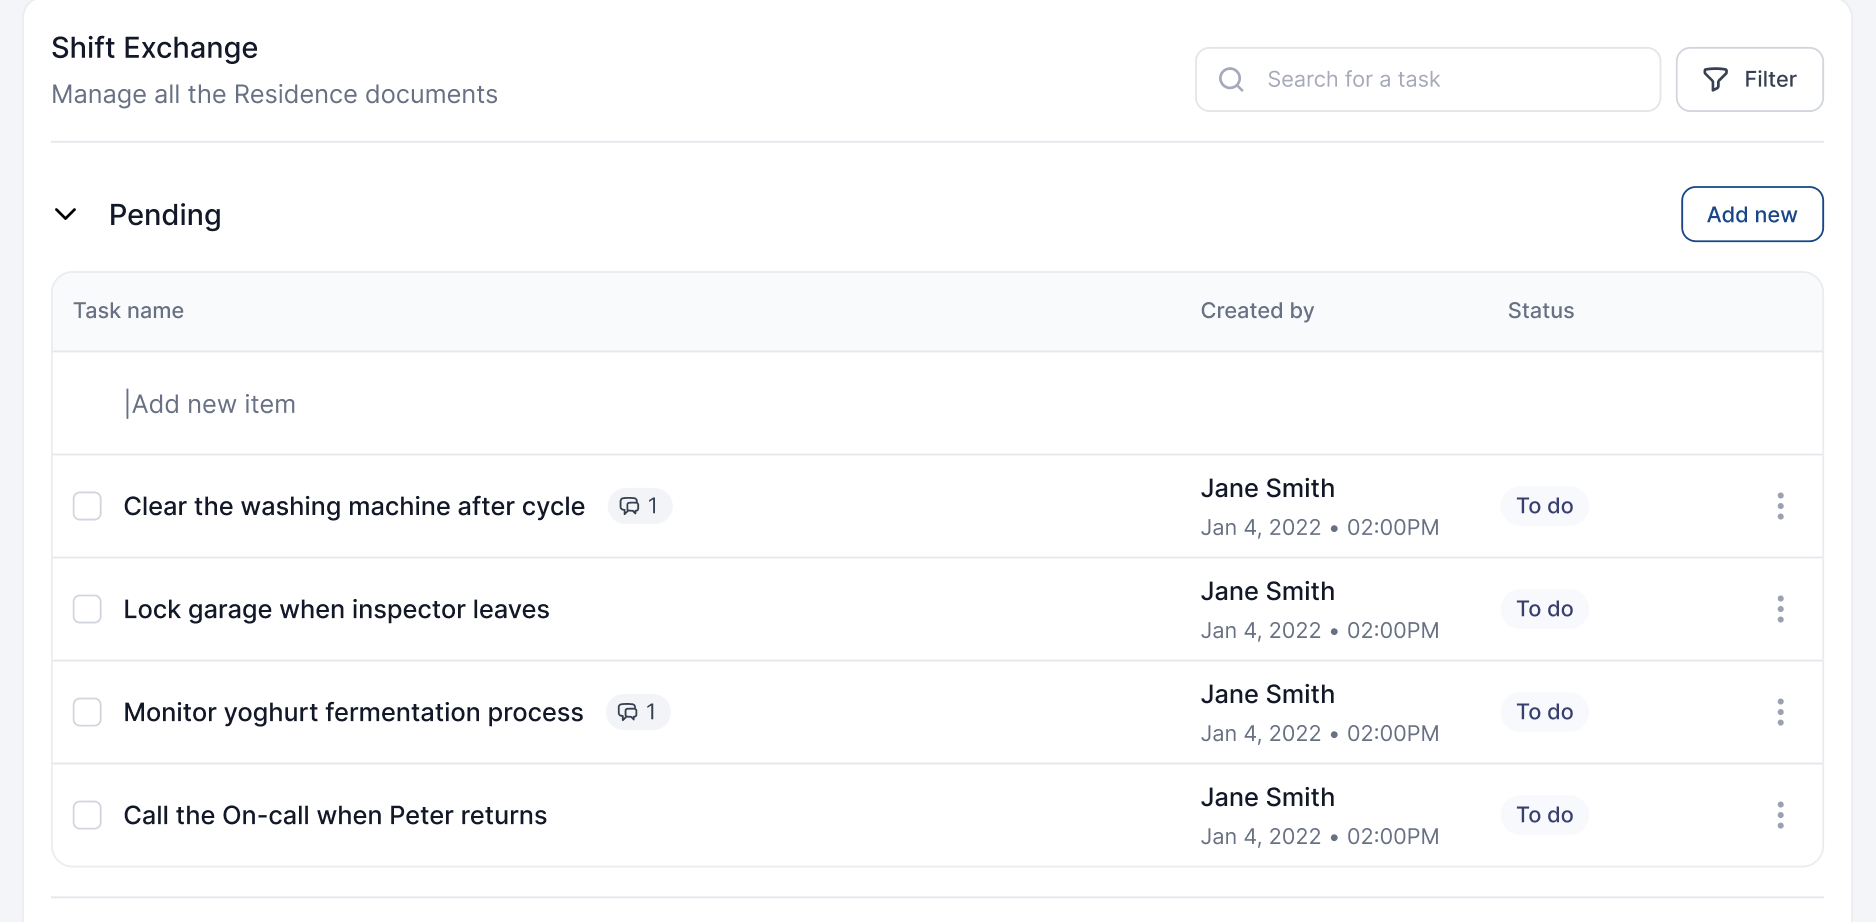 Shift Exchange
Manage all the Residence documents
Search for a task
Filter
Pending
Add new
Task name Created by Status
Add new item
Clear the washing machine after cycle 1 Jane Smith To do
Jan 4, 2022 • 02:00PM
Lock garage when inspector leaves Jane Smith To do
Jan 4, 2022 • 02:00PM
Monitor yoghurt fermentation process 1 Jane Smith To do
Jan 4, 2022 • 02:00PM
Call the On-call when Peter returns Jane Smith To do
Jan 4, 2022 • 02:00PM